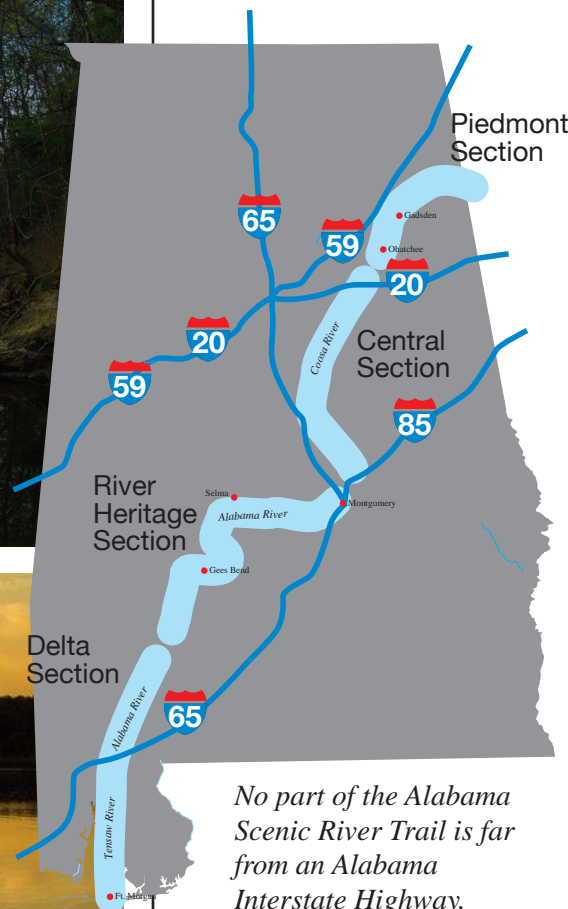 Piedmont
Section
Gadsden
65
59
Ohatchee
20
Coosa River
Central
Section
20
59
85
River
Heritage
Section
Selma
Montgomery
Alabama River
Gees Bend
Delta
Section
65
Alabama River
Tensaw River
Ft. Morgan
No part of the Alabama
Scenic River Trail is far
from an Alabama
Interstate Highway.